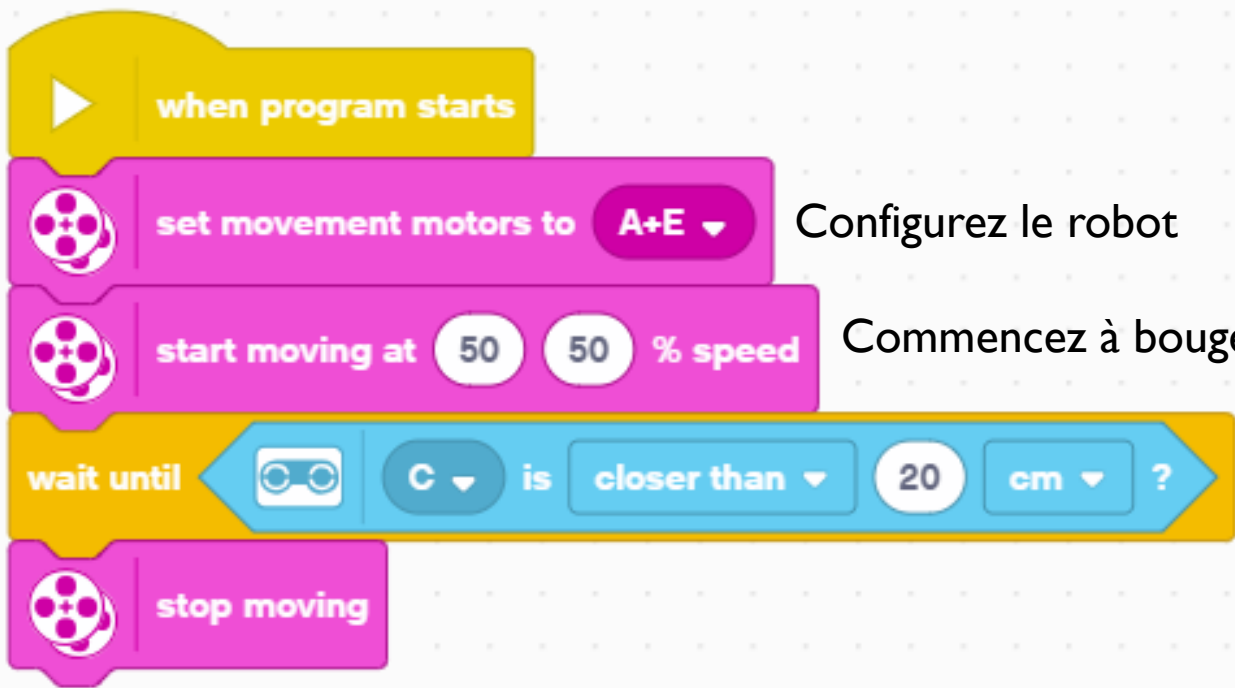 when program starts
set movement motors to A+E Configurez le robot
start moving at 50 50 % speed Commencez à bouge
wait until C is closer than 20 cm ?
stop moving